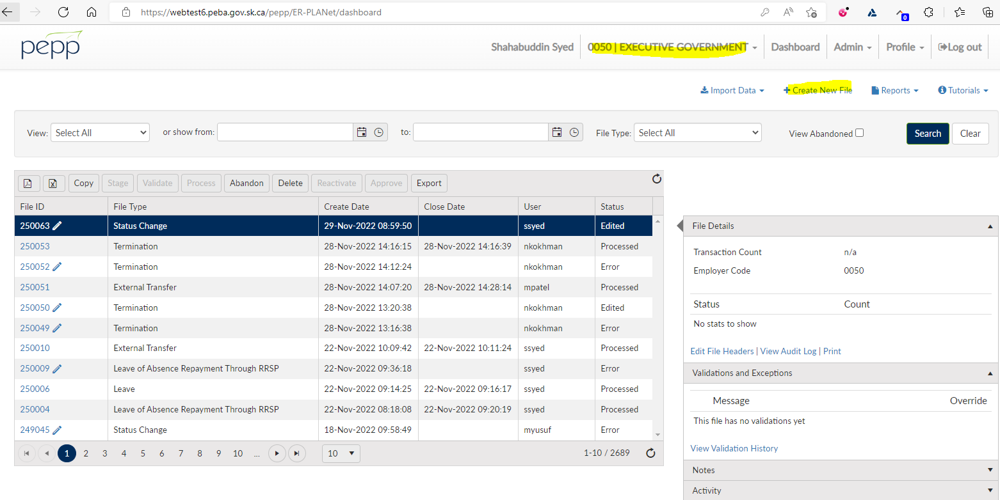 https://webtest6.peba.gov.sk.ca/pepp/ER-PLANet/dashboard
0
pepp
Shahabuddin Syed 0050 | EXECUTIVE GOVERNMENT Dashboard Admin Profile Log out
Import Data Create New File Reports Tutorials
View: Select All or show from: to: File Type: Select All View Abandoned Search Clear
Copy Stage Validate Process Abandon Delete Reactivate Approve Export
File ID File Type Create Date Close Date User Status
250063 Status Change 29-Nov-2022 08:59:50 ssyed Edited
250053 Termination 28-Nov-2022 14:16:15 28-Nov-2022 14:16:39 nkokhman Processed
250052 Termination 28-Nov-2022 14:12:24 nkokhman Error
250051 External Transfer 28-Nov-2022 14:07:20 28-Nov-2022 14:28:14 mpatel Processed
250050 Termination 28-Nov-2022 13:20:38 nkokhman Edited
250049 Termination 28-Nov-2022 13:16:38 nkokhman Error
250010 External Transfer 22-Nov-2022 10:09:42 22-Nov-2022 10:11:24 ssyed Processed
250009 Leave of Absence Repayment Through RRSP 22-Nov-2022 09:36:18 ssyed Error
250006 Leave 22-Nov-2022 09:14:25 22-Nov-2022 09:16:17 ssyed Processed
250004 Leave of Absence Repayment Through RRSP 22-Nov-2022 08:18:08 22-Nov-2022 09:20:19 ssyed Processed
249045 Status Change 18-Nov-2022 09:58:49 myusuf Error
1 2 3 4 5 6 7 8 9 10 ... 10 1-10 / 2689
File Details
Transaction Count n/a
Employer Code 0050
Status Count
No stats to show
Edit File Headers | View Audit Log | Print
Validations and Exceptions
Message Override
This file has no validations yet
View Validation History
Notes
Activity